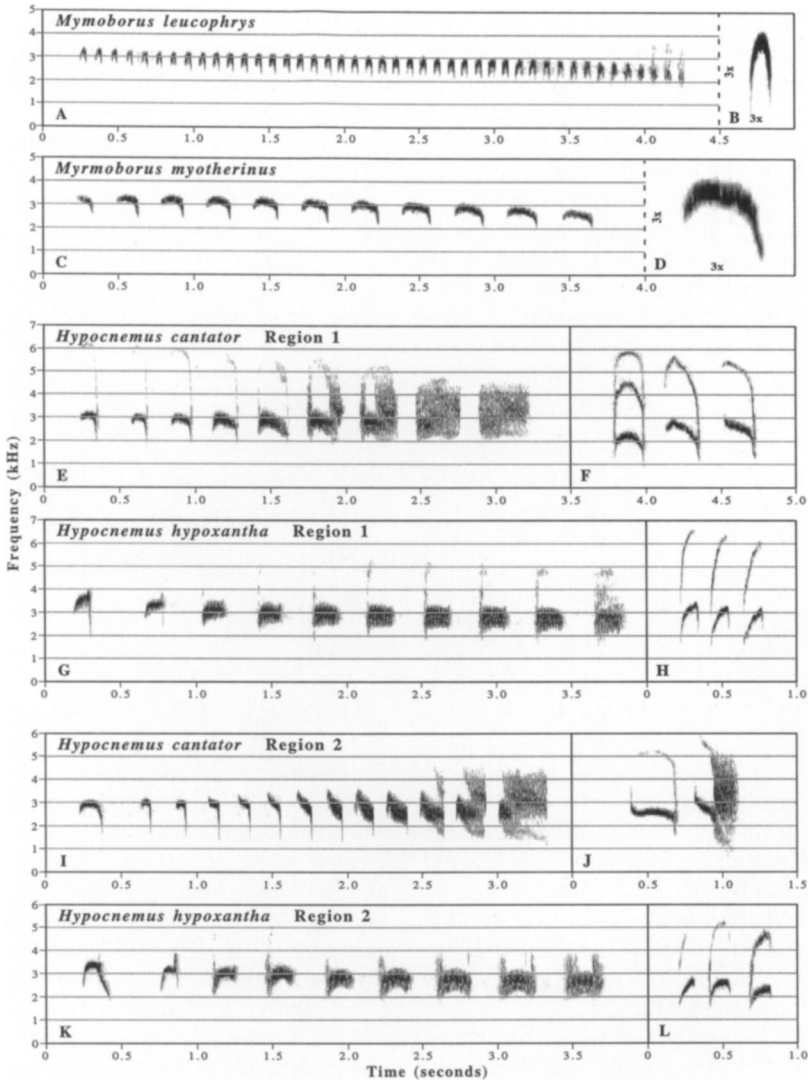 Mymoborus leucophrys
5
4
3
2
1
0
3x
A
B 3x
0.0 0.5 1.0 1.5 2.0 2.5 3.0 3.5 4.0 4.5
Myrmoborus myotherinus
5
4
3
2
1
0
3x
C
D 3x
0.0 0.5 1.0 1.5 2.0 2.5 3.0 3.5 4.0
Hypocnemus cantator Region 1
7
6
5
4
3
2
1
0
E
F
0.0 0.5 1.0 1.5 2.0 2.5 3.0 4.0 4.5 5.0
Frequency (kHz)
Hypocnemus hypoxantha Region 1
7
6
5
4
3
2
1
0
G
H
0.0 0.5 1.0 1.5 2.0 2.5 3.0 3.5 0 0.5 1.0
Hypocnemus cantator Region 2
6
5
4
3
2
1
0
I
J
0.0 0.5 1.0 1.5 2.0 2.5 3.0 0 0.5 1.0 1.5
Hypocnemus hypoxantha Region 2
6
5
4
3
2
1
0
K
L
0.0 0.5 1.0 1.5 2.0 2.5 3.0 3.5 0 0.5 1.0
Time (seconds)